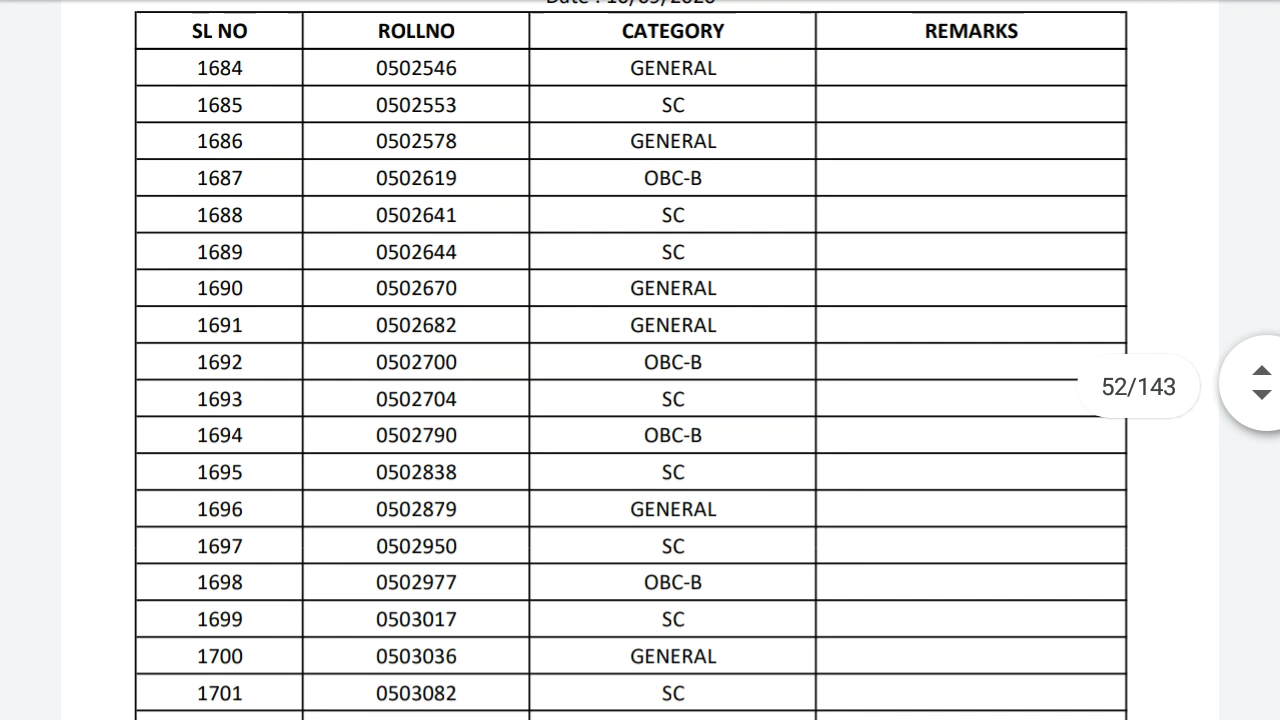 SL NO ROLLNO CATEGORY REMARKS
1684 0502546 GENERAL
1685 0502553 SC
1686 0502578 GENERAL
1687 0502619 OBC-B
1688 0502641 SC
1689 0502644 SC
1690 0502670 GENERAL
1691 0502682 GENERAL
1692 0502700 OBC-B
52/143
1693 0502704 SC
1694 0502790 OBC-B
1695 0502838 SC
1696 0502879 GENERAL
1697 0502950 SC
1698 0502977 OBC-B
1699 0503017 SC
1700 0503036 GENERAL
1701 0503082 SC